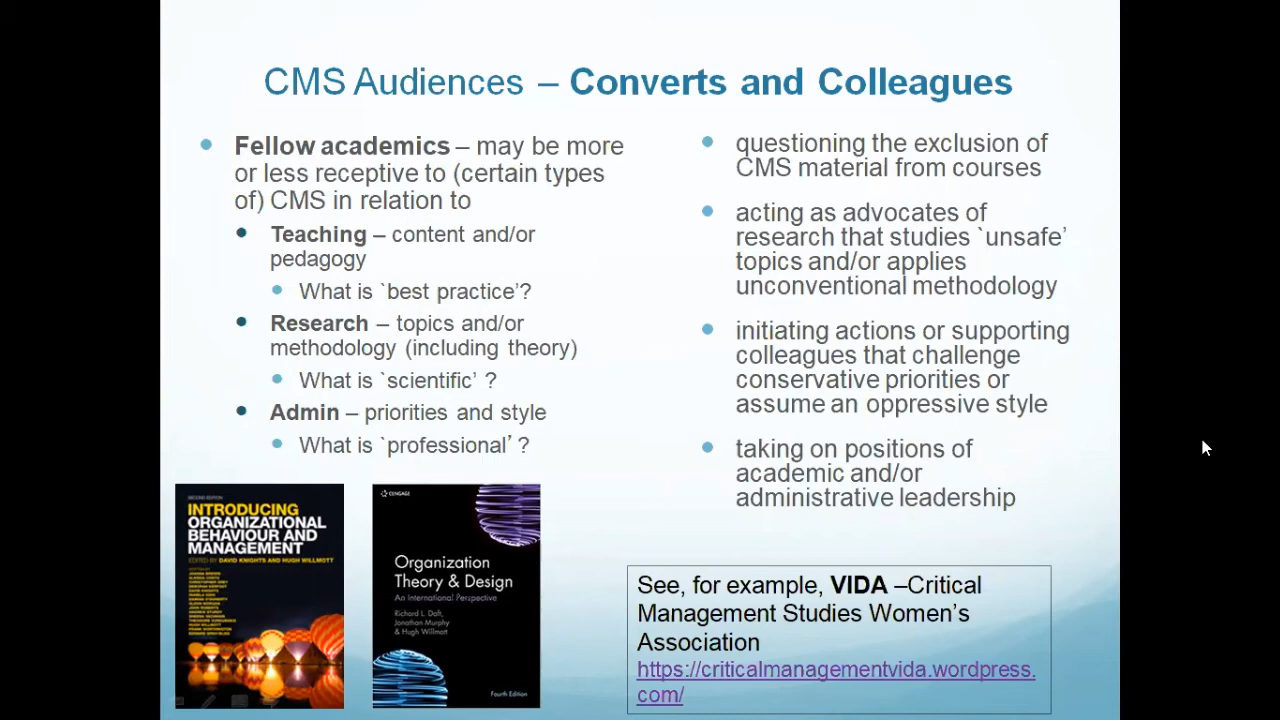 CMS Audiences – Converts and Colleagues
Fellow academics – may be more
or less receptive to (certain types
of) CMS in relation to
Teaching – content and/or
pedagogy
What is `best practice’?
Research – topics and/or
methodology (including theory)
What is `scientific’ ?
Admin – priorities and style
What is `professional’ ?
questioning the exclusion of
CMS material from courses
acting as advocates of
research that studies `unsafe’
topics and/or applies
unconventional methodology
initiating actions or supporting
colleagues that challenge
conservative priorities or
assume an oppressive style
taking on positions of
academic and/or
administrative leadership
SECOND EDITION
INTRODUCING
ORGANIZATIONAL
BEHAVIOUR AND
MANAGEMENT
EDITED BY DAVID KNIGHTS AND HUGH WILLMOTT
CENGAGE
Organization
Theory & Design
An International Perspective
Richard L. Daft,
Jonathan Murphy
& Hugh Willmott
Fourth Edition
See, for example, VIDA –Critical
Management Studies Women’s
Association
https://criticalmanagementvida.wordpress.
com/